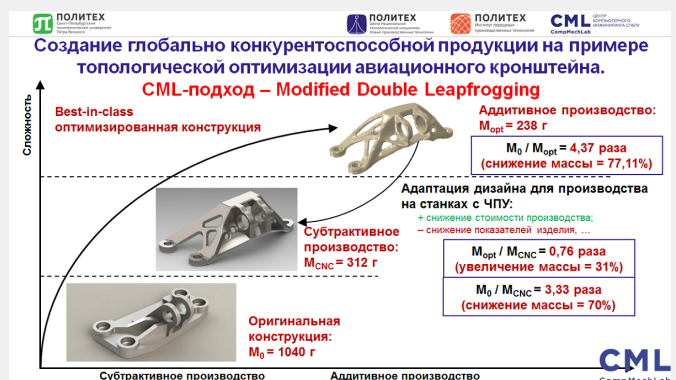 ПОЛИТЕХ
Санкт-Петербургский
политехнический университет
Петра Великого
ПОЛИТЕХ
ПОЛИТЕХ
CML
CompMechLab
ЦЕНТР
КОМПЬЮТЕРНОГО
ИНЖИНИРИНГА СПбПУ
Создание глобально конкурентоспособной продукции на примере
топологической оптимизации авиационного кронштейна.
CML-подход – Modified Double Leapfrogging
Сложность
Best-in-class
оптимизированная конструкция
Аддитивное производство:
Mopt = 238 г
M0 / Mopt = 4,37 раза
(снижение массы = 77,11%)
Адаптация дизайна для производства
на станках с ЧПУ:
+ снижение стоимости производства;
– снижение показателей изделия, …
Субтрактивное
производство:
MCNC = 312 г
Mopt / MCNC = 0,76 раза
(увеличение массы = 31%)
M0 / MCNC = 3,33 раза
(снижение массы = 70%)
Оригинальная
конструкция:
M0 = 1040 г
Субтрактивное производство
Аддитивное производство
CML
CompMechLab